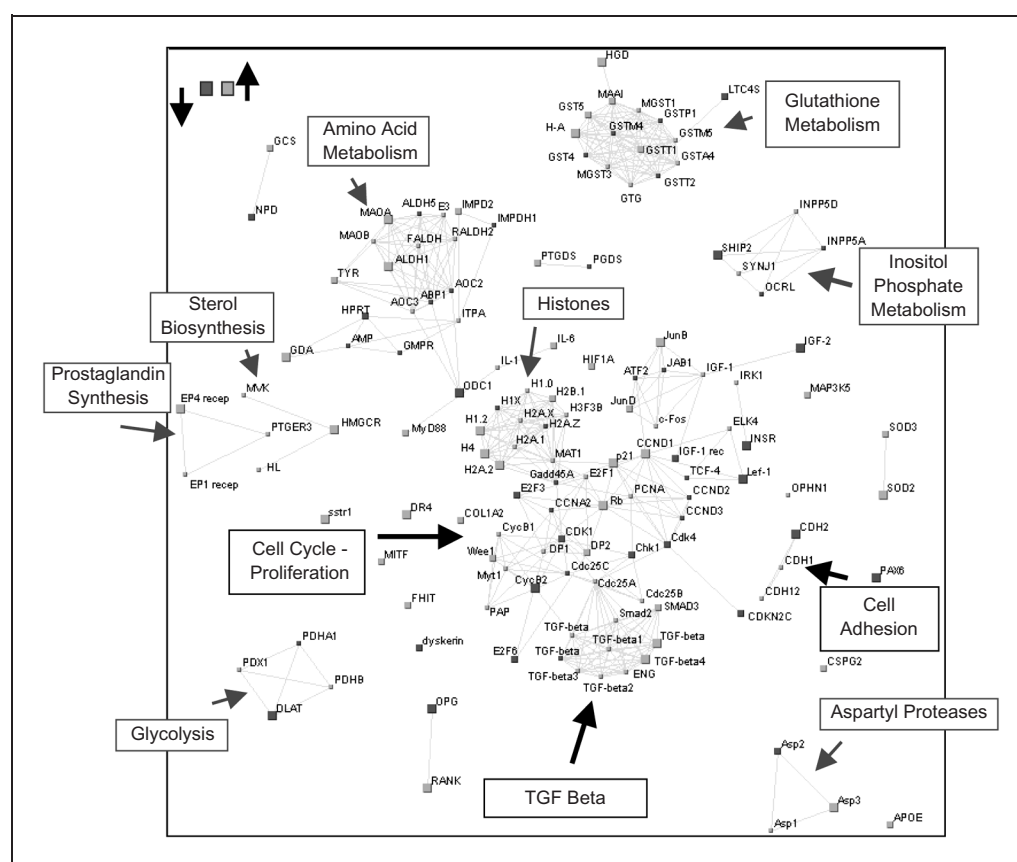 HGD
LTC4S
MAAI
GST5
MGST1
GSTP1
GSTM4
GSTM5
H-A
GSTT1
GST4
GSTA4
MGST3
GSTT2
GTG
Glutathione
Metabolism
Amino Acid
Metabolism
GCS
NPD
ALDH5
E3
IMPD2
MAOA
IMPDH1
MAOB
FALDH
RALDH2
ALDH1
TYR
AOC2
AOC3
ABP1
HPRT
ITPA
AMP
GMPR
GDA
PTGDS
PGDS
INPP5D
INPP5A
SHIP2
SYNJ1
OCRL
Inositol
Phosphate
Metabolism
Sterol
Biosynthesis
Histones
Prostaglandin
Synthesis
MVK
EP4 recep
PTGER3
HMGCR
HL
EP1 recep
ODC1
MyD88
IL-1
IL-6
HIF1A
H1.0
H1X
H2B.1
H2A.X
H3F3B
H1.2
H2A.Z
H4
H2A.1
H2A.2
MAT1
JunB
ATF2
JAB1
IGF-1
IGF-2
IRK1
JunD
c-Fos
ELK4
MAP3K5
CCND1
INSR
p21
IGF-1 rec
TCF-4
Lef-1
SOD3
SOD2
OPHN1
Gadd45A
E2F1
E2F3
CCNA2
Rb
PCNA
CCND2
CCND3
sstr1
DR4
COL1A2
CycB1
CDK1
Cdk4
CDH2
Cell Cycle -
Proliferation
Wee1
DP1
DP2
Chk1
CDH1
PAX6
MITF
Myt1
Cdc25C
CycB2
Cdc25A
Cdc25B
CDH12
Cell
Adhesion
FHIT
PAP
Smad2
SMAD3
CDKN2C
TGF-beta
TGF-beta1
TGF-beta
dyskerin
E2F6
TGF-beta
TGF-beta4
TGF-beta3
ENG
TGF-beta2
CSPG2
PDHA1
PDX1
PDHB
DLAT
Glycolysis
OPG
RANK
TGF Beta
Aspartyl Proteases
Asp2
Asp3
Asp1
APOE